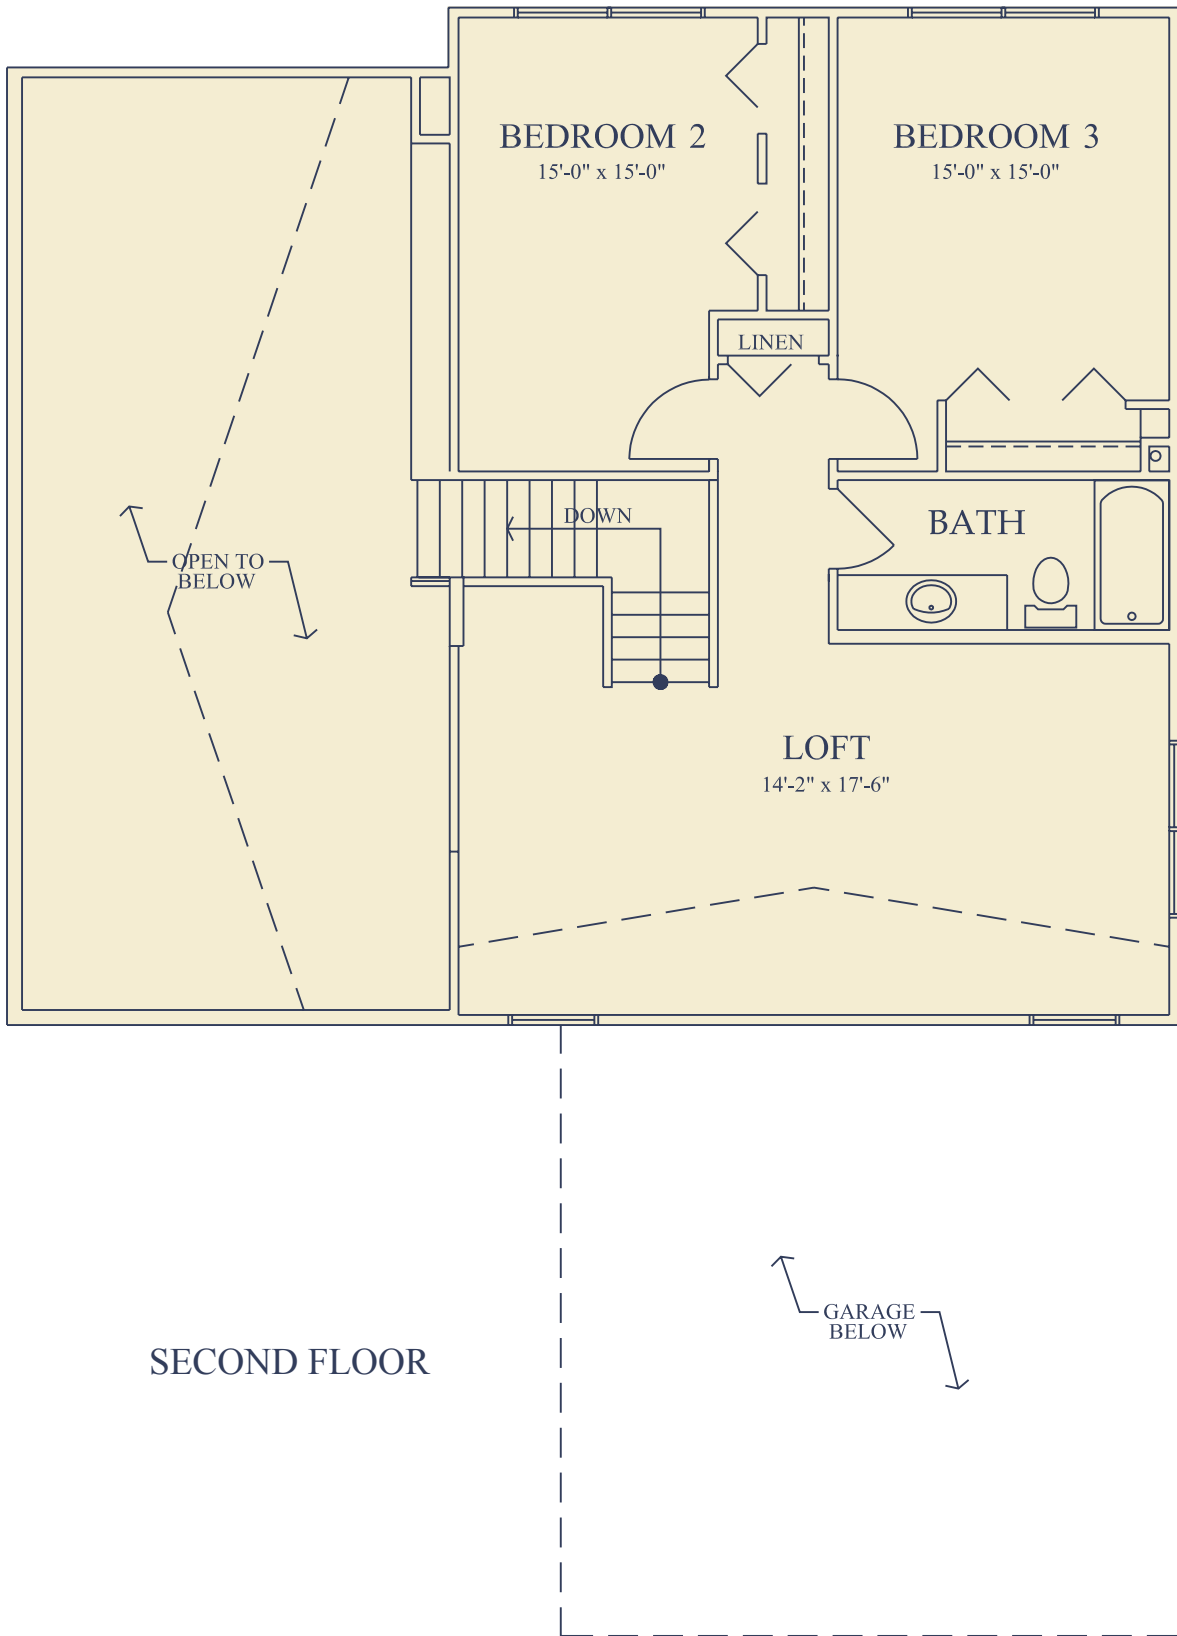 BEDROOM 2
15'-0" x 15'-0"
BEDROOM 3
15'-0" x 15'-0"
LINEN
DOWN
BATH
OPEN TO
BELOW
LOFT
14'-2" x 17'-6"
GARAGE
BELOW
SECOND FLOOR